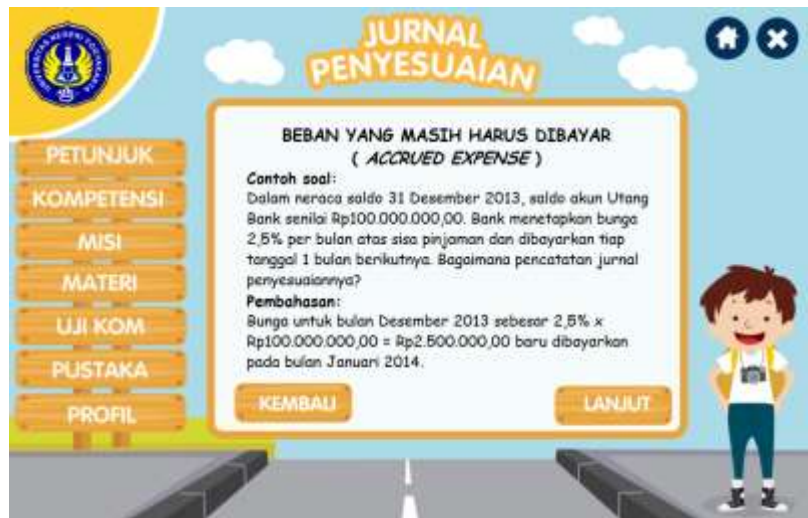 UNIVERSITAS NEGERI YOGYAKARTA
JURNAL
PENYESUAIAN
PETUNJUK
KOMPETENSI
MISI
MATERI
UJI KOM
PUSTAKA
PROFIL
BEBAN YANG MASIH HARUS DIBAYAR
( ACCRUED EXPENSE )
Contoh soal:
Dalam neraca saldo 31 Desember 2013, saldo akun Utang
Bank senilai Rp100.000.000,00. Bank menetapkan bunga
2,5% per bulan atas sisa pinjaman dan dibayarkan tiap
tanggal 1 bulan berikutnya. Bagaimana pencatatan jurnal
penyesuaiannya?
Pembahasan:
Bunga untuk bulan Desember 2013 sebesar 2,5% x
Rp100.000.000,00 = Rp2.500.000,00 baru dibayarkan
pada bulan Januari 2014.
KEMBALI
LANJUT